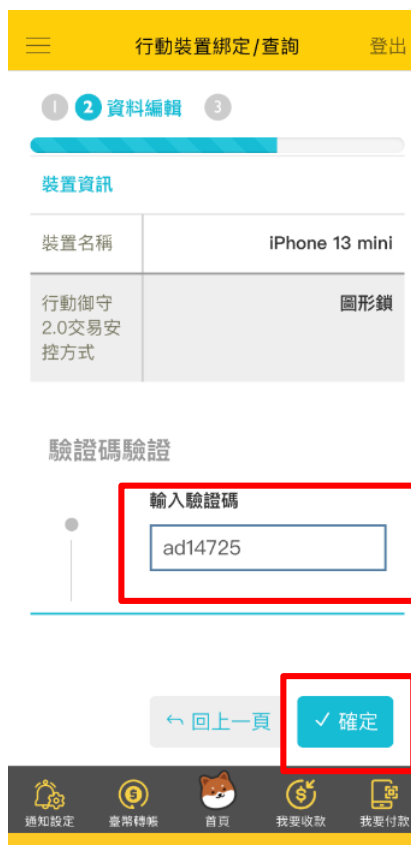 行動裝置綁定/查詢 登出
1 2 資料編輯 3
裝置資訊
裝置名稱 iPhone 13 mini
行動御守 圖形鎖
2.0交易安
控方式
驗證碼驗證
輸入驗證碼
ad14725
回上一頁 確定
通知設定 臺幣轉帳 首頁 我要收款 我要付款